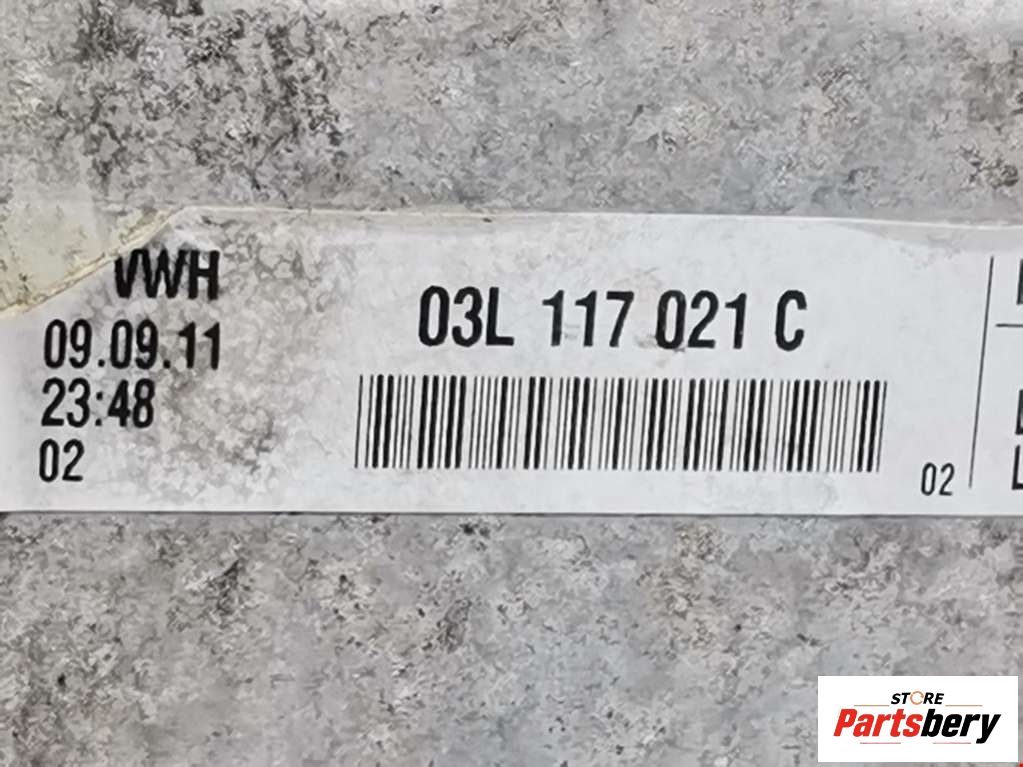 VWH
09.09.11
23:48
02
03L 117 021 C
02
STORE
Partsbery